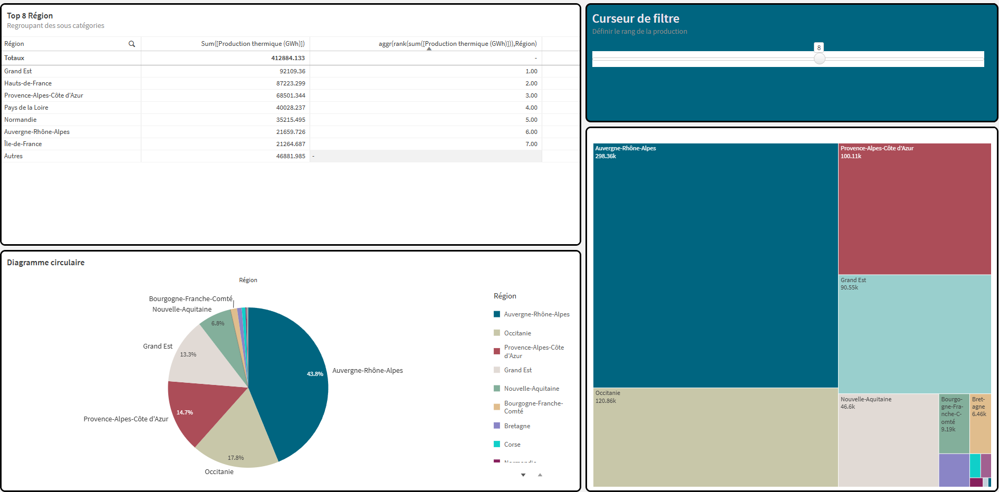 Top 8 Région
Regroupant des sous catégories
Région
Sum([Production thermique (GWh)])
aggr(rank(sum([Production thermique (GWh)])),Région)
Totaux 412884.133 -
Grand Est 92109.36 1.00
Hauts-de-France 87223.299 2.00
Provence-Alpes-Côte d'Azur 68501.344 3.00
Pays de la Loire 40028.237 4.00
Normandie 35215.495 5.00
Auvergne-Rhône-Alpes 21659.726 6.00
Île-de-France 21264.687 7.00
Autres 46881.985 -
Curseur de filtre
Définir le rang de la production
8
Diagramme circulaire
Région
Bourgogne-Franche-Comté
Nouvelle-Aquitaine
6.8%
Grand Est
13.3%
43.8%
Auvergne-Rhône-Alpes
14.7%
Provence-Alpes-Côte d'Azur
17.8%
Occitanie
Région
Auvergne-Rhône-Alpes
Occitanie
Provence-Alpes-Côte
d'Azur
Grand Est
Nouvelle-Aquitaine
Bourgogne-Franche-
Comté
Bretagne
Corse
Normandie
Auvergne-Rhône-Alpes
298.36k
Provence-Alpes-Côte d'Azur
100.11k
Grand Est
90.55k
Occitanie
120.86k
Nouvelle-Aquitaine
46.6k
Bourgo-
gne-Fra-
nche-C-
omté
9.19k
Bret-
agne
6.46k